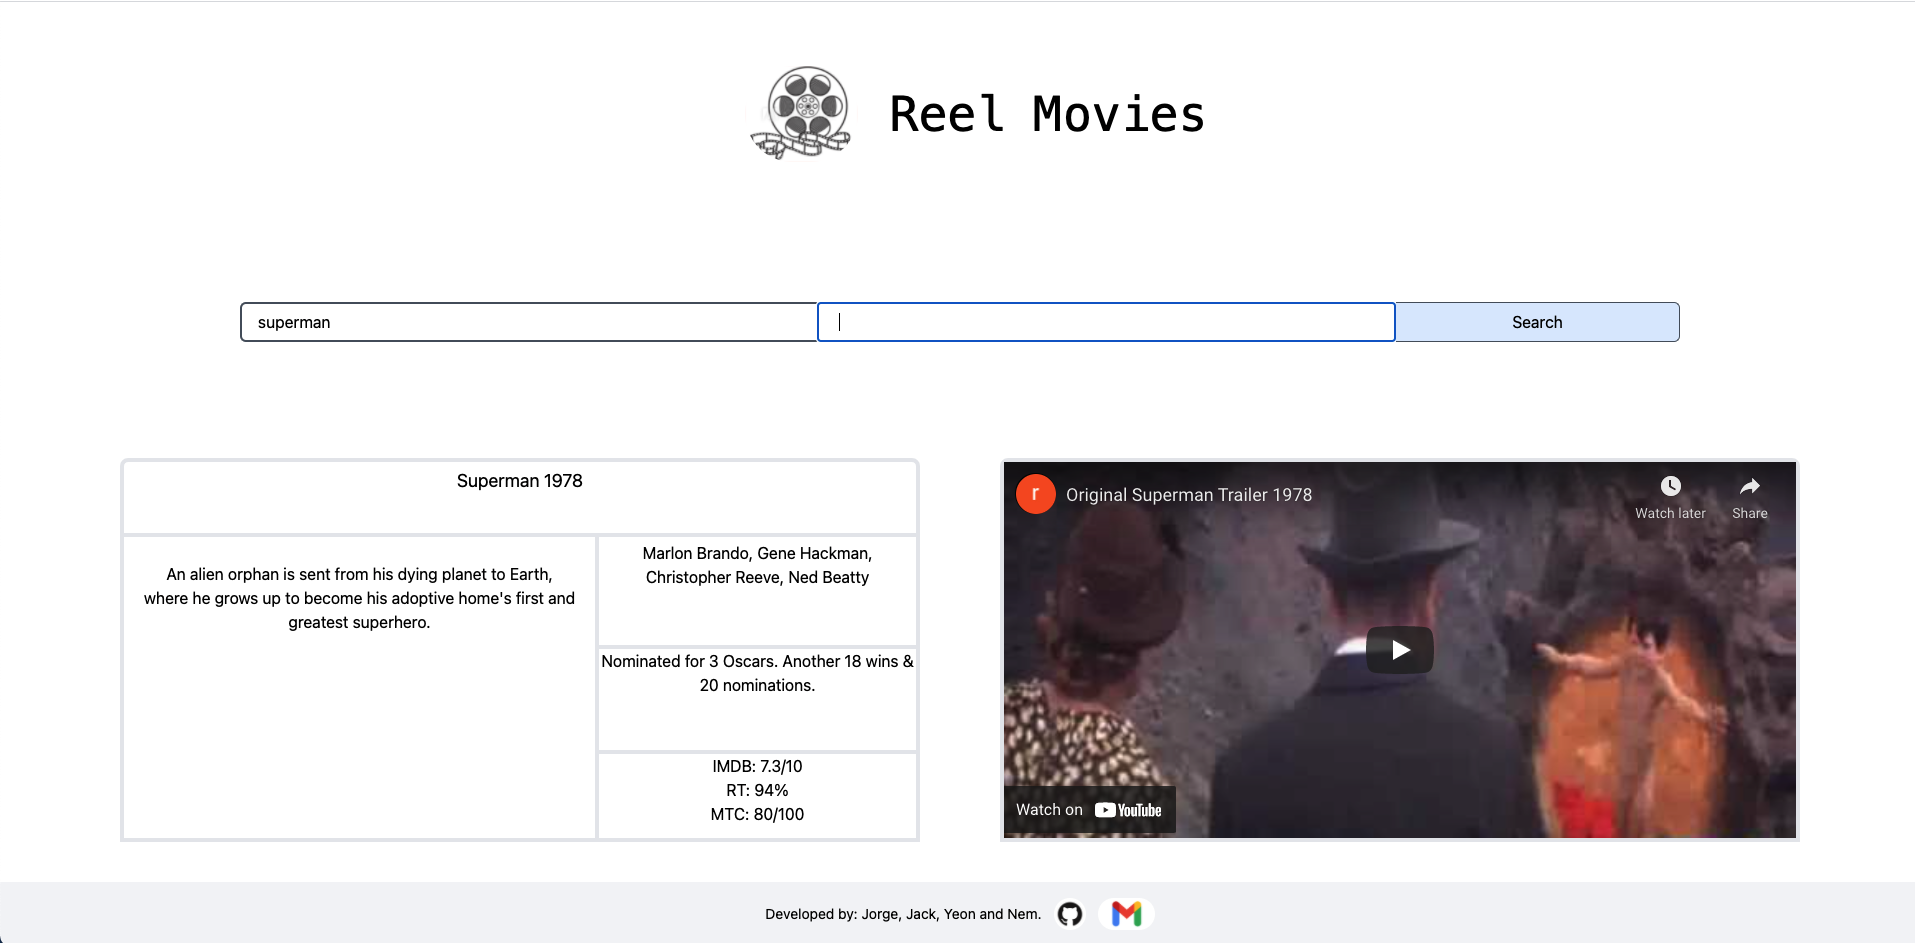 Reel Movies
superman
Search
Superman 1978
An alien orphan is sent from his dying planet to Earth,
where he grows up to become his adoptive home's first and
greatest superhero.
Marlon Brando, Gene Hackman,
Christopher Reeve, Ned Beatty
Nominated for 3 Oscars. Another 18 wins &
20 nominations.
IMDB: 7.3/10
RT: 94%
MTC: 80/100
r
Original Superman Trailer 1978
Watch later
Share
Watch on YouTube
Developed by: Jorge, Jack, Yeon and Nem.